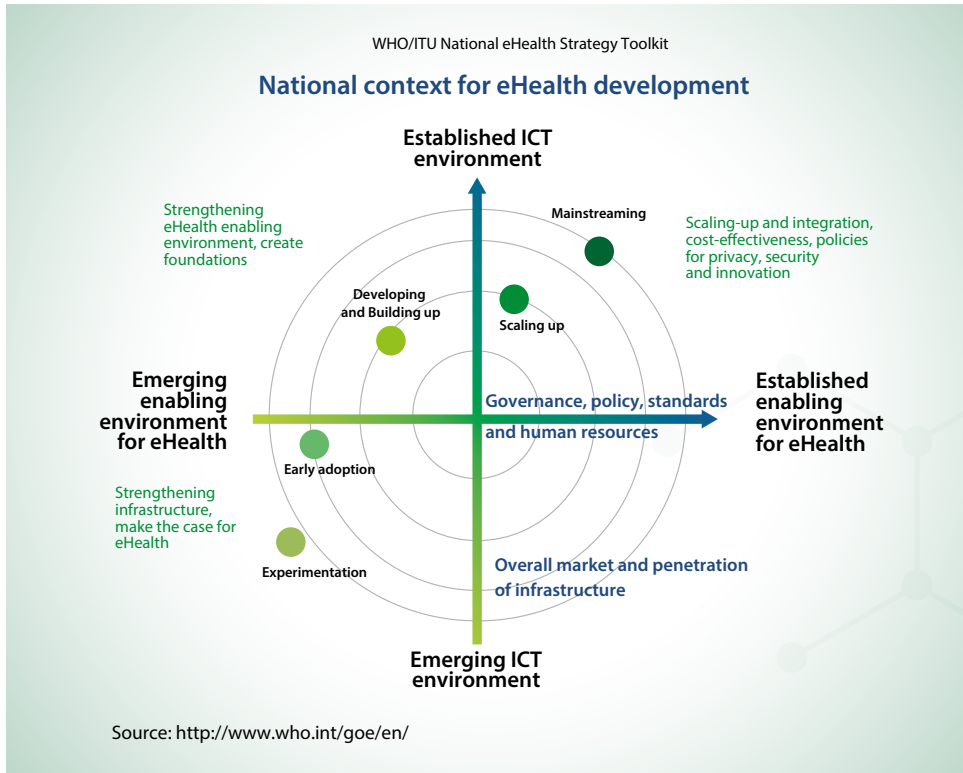 WHO/ITU National eHealth Strategy Toolkit
National context for eHealth development
Established ICT
environment
Strengthening
eHealth enabling
environment, create
foundations
Mainstreaming
Scaling-up and integration,
cost-effectiveness, policies
for privacy, security
and innovation
Developing
and Building up
Scaling up
Emerging
enabling
environment
for eHealth
Governance, policy, standards
and human resources
Established
enabling
environment
for eHealth
Early adoption
Strengthening
infrastructure,
make the case for
eHealth
Experimentation
Overall market and penetration
of infrastructure
Emerging ICT
environment
Source: http://www.who.int/goe/en/